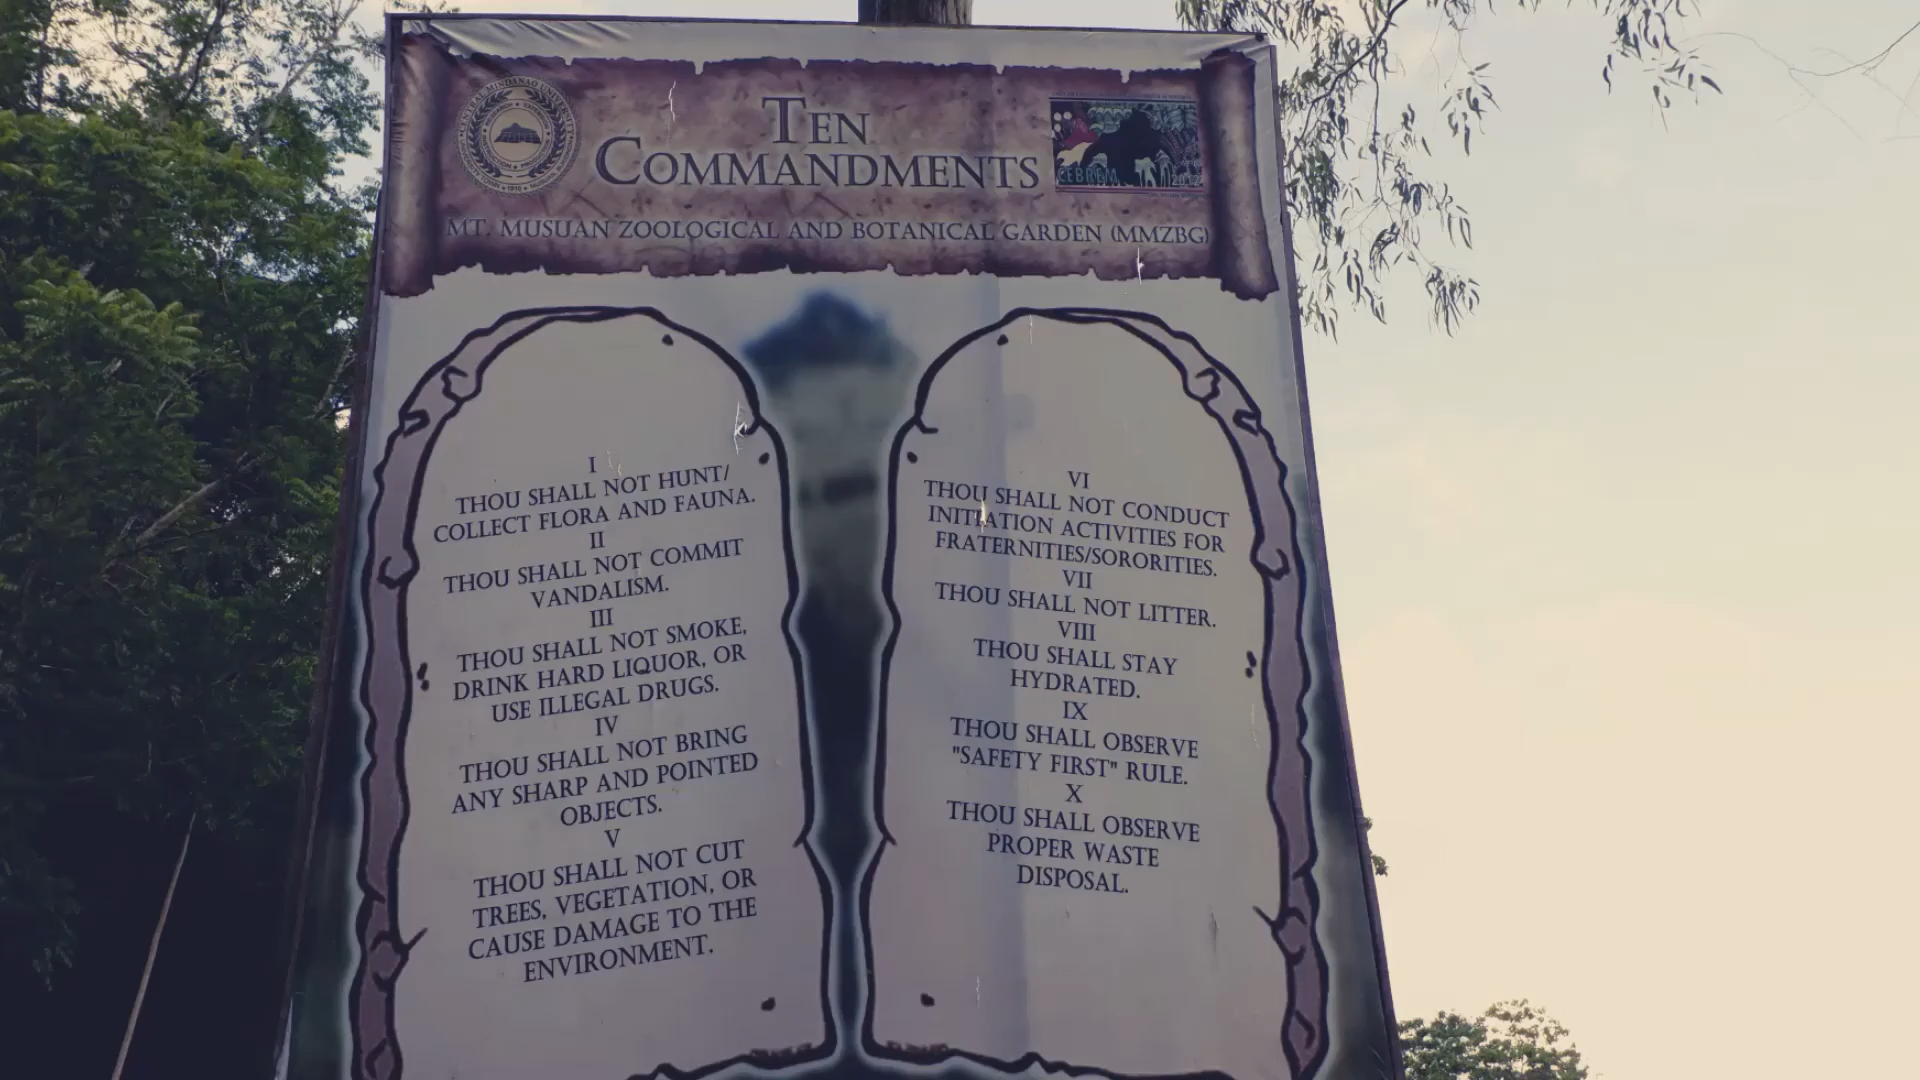 TEN
COMMANDMENTS
MT. MUSUAN ZOOLOGICAL AND BOTANICAL GARDEN (MMZBG)
CEBREM
2012
I
THOU SHALL NOT HUNT/
COLLECT FLORA AND FAUNA.
II
THOU SHALL NOT COMMIT
VANDALISM.
III
THOU SHALL NOT SMOKE,
DRINK HARD LIQUOR, OR
USE ILLEGAL DRUGS.
IV
THOU SHALL NOT BRING
ANY SHARP AND POINTED
OBJECTS.
V
THOU SHALL NOT CUT
TREES, VEGETATION, OR
CAUSE DAMAGE TO THE
ENVIRONMENT.
VI
THOU SHALL NOT CONDUCT
INITIATION ACTIVITIES FOR
FRATERNITIES/SORORITIES.
VII
THOU SHALL NOT LITTER.
VIII
THOU SHALL STAY
HYDRATED.
IX
THOU SHALL OBSERVE
"SAFETY FIRST" RULE.
X
THOU SHALL OBSERVE
PROPER WASTE
DISPOSAL.